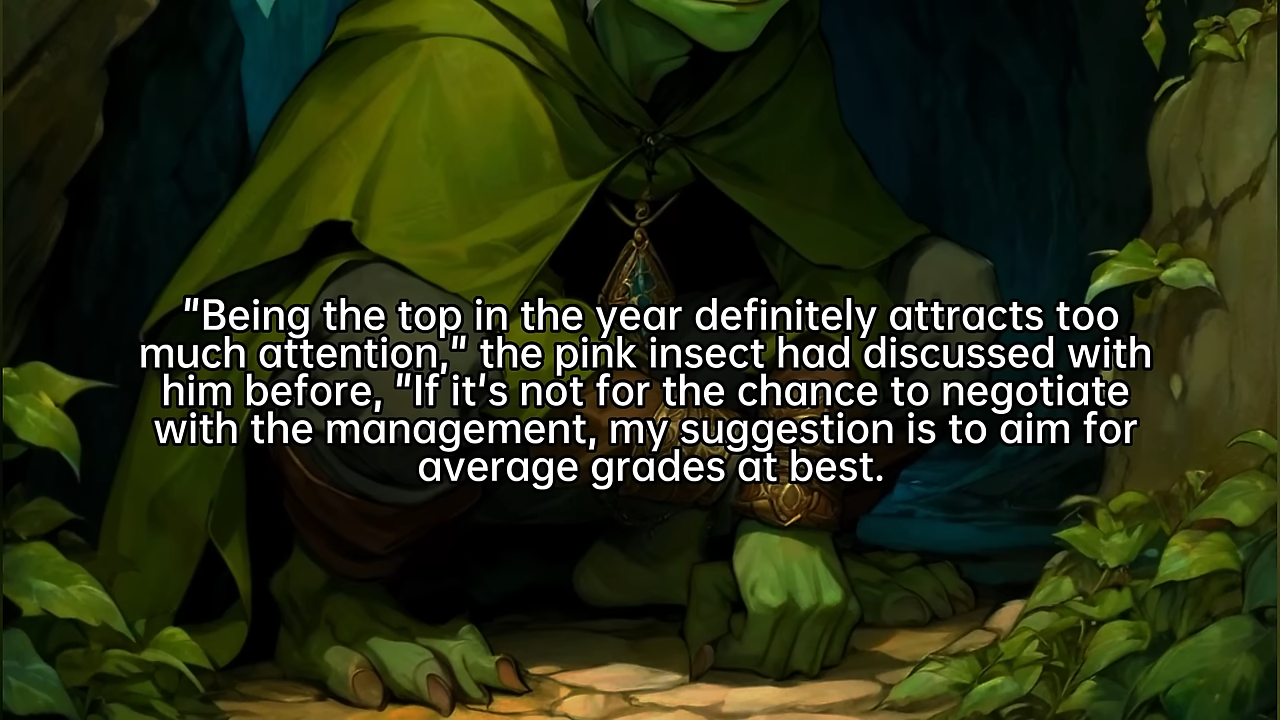 "Being the top in the year definitely attracts too
much attention," the pink insect had discussed with
him before, "If it's not for the chance to negotiate
with the management, my suggestion is to aim for
average grades at best.